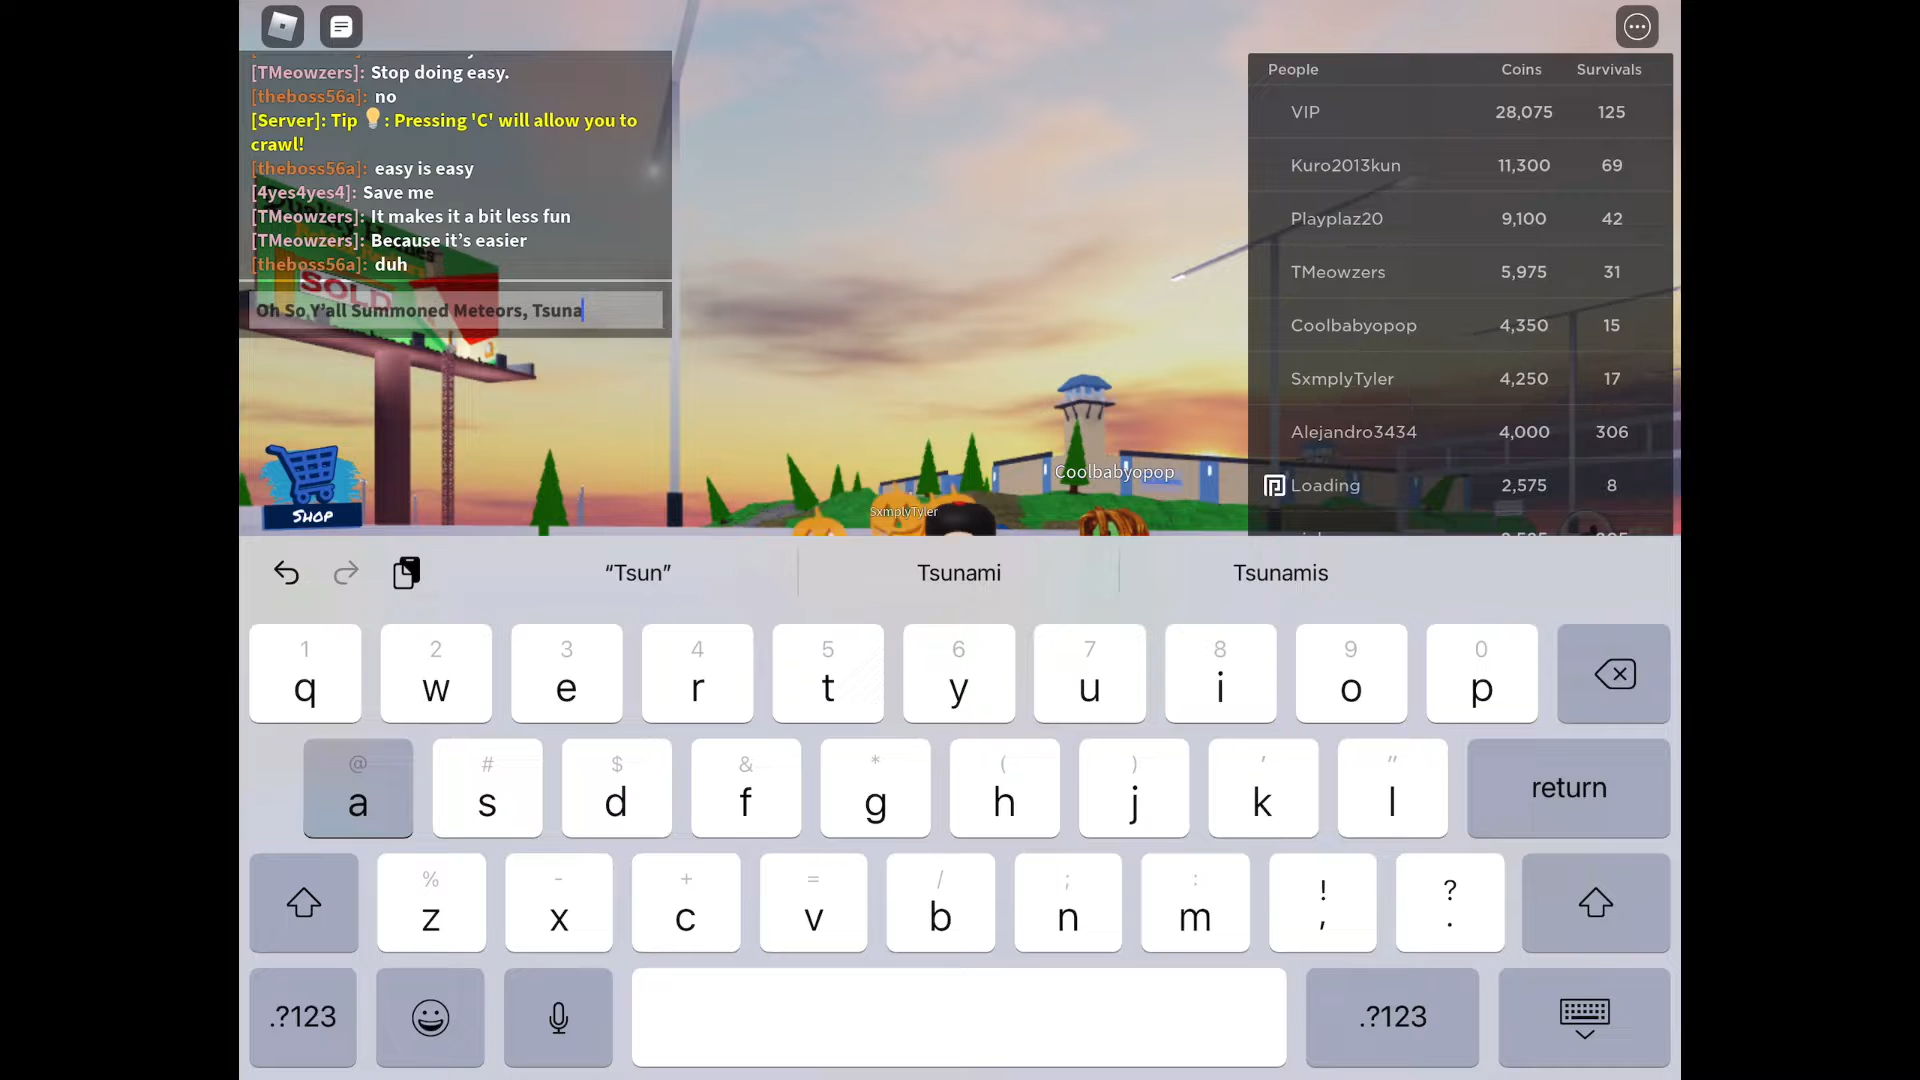 [TMeowzers]: Stop doing easy.
[theboss56a]: no
[Server]: Tip 💡: Pressing 'C' will allow you to
crawl!
[theboss56a]: easy is easy
[4yes4yes4]: Save me
[TMeowzers]: It makes it a bit less fun
[TMeowzers]: Because it’s easier
[theboss56a]: duh
SOLD
Oh So Y’all Summoned Meteors, Tsuna
People Coins Survivals
VIP 28,075 125
Kuro2013kun 11,300 69
Playplaz20 9,100 42
TMeowzers 5,975 31
Coolbabyopop 4,350 15
SxmplyTyler 4,250 17
Alejandro3434 4,000 306
Loading 2,575 8
Coolbabyopop
SxmplyTyler
SHOP
“Tsun” Tsunami Tsunamis
1 2 3 4 5 6 7 8 9 0
q w e r t y u i o p
@ # $ & * ( ) ' "
a s d f g h j k l return
% - + = / ; : ! ?
z x c v b n m , .
.?123 .?123